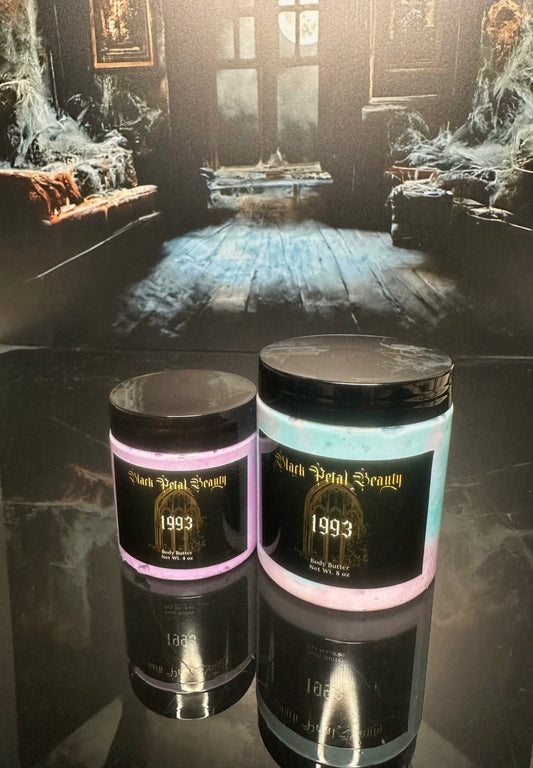 Black Petal Beauty
1993
Body Butter
Net Wt. 4 oz
Black Petal Beauty
1993
Body Butter
Net Wt. 8 oz